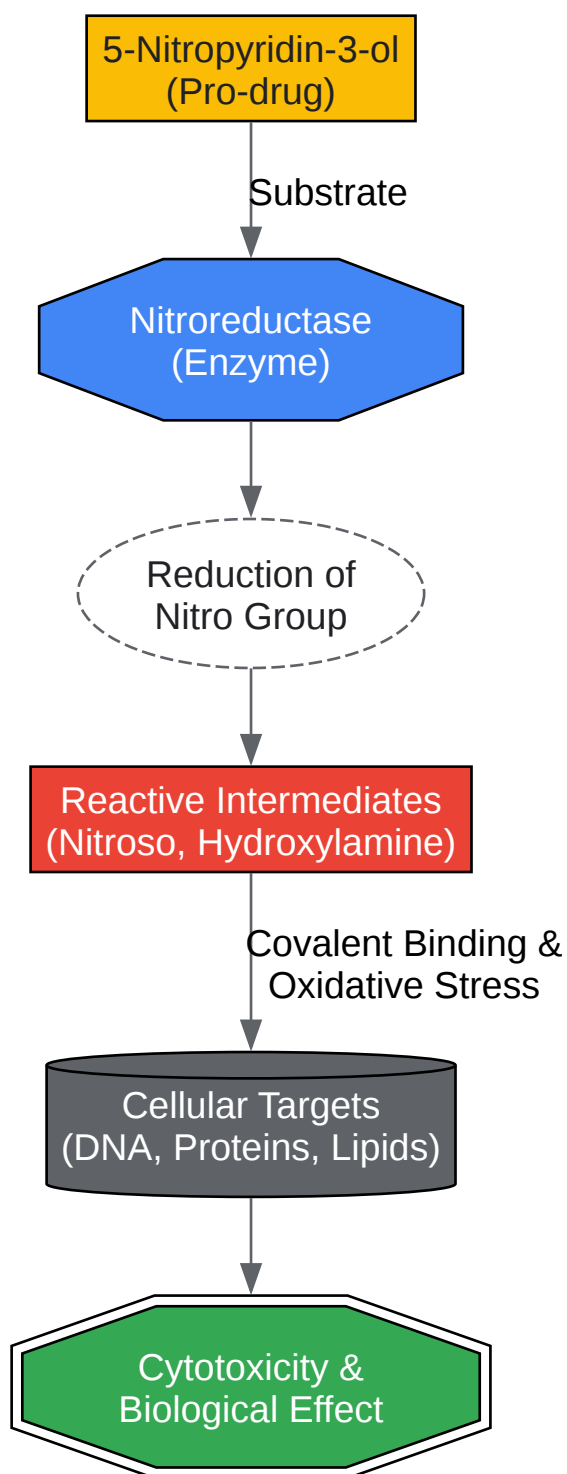 5-Nitropyridin-3-ol
(Pro-drug)
Substrate
Nitroreductase
(Enzyme)
Reduction of
Nitro Group
Reactive Intermediates
(Nitroso, Hydroxylamine)
Covalent Binding &
Oxidative Stress
Cellular Targets
(DNA, Proteins, Lipids)
Cytotoxicity &
Biological Effect